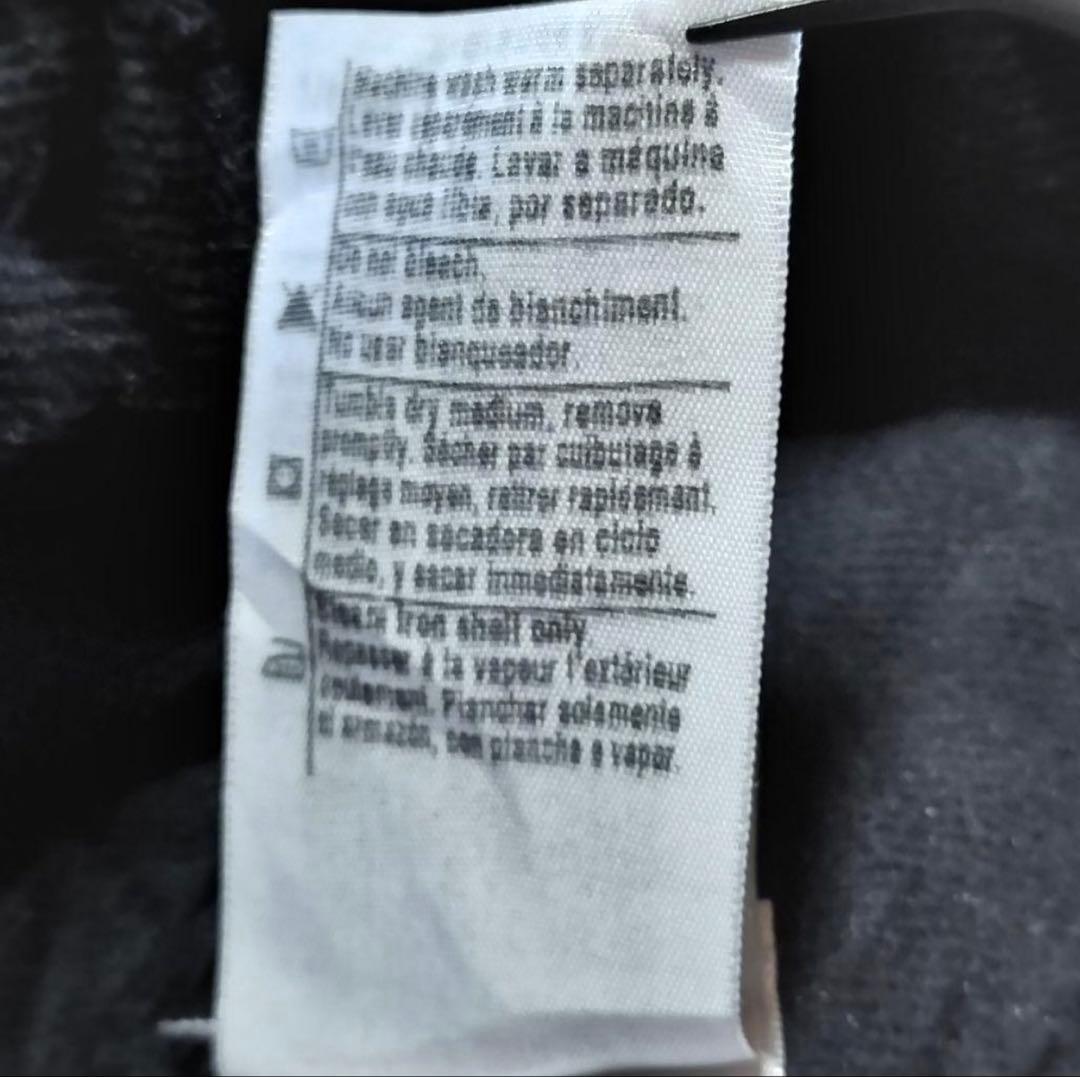 Machine wash warm separately.
Laver séparément à la machine à
l'eau chaude. Lavar a máquina
con agua tibia, por separado.
Do not bleach.
Aucun agent de blanchiment.
No usar blanqueador.
Tumble dry medium, remove
promptly. Sécher par culbutage à
réglage moyen, retirer rapidement.
Secar en secadora en ciclo
medio, y sacar inmediatamente.
Steam iron shell only.
Repasser à la vapeur l'extérieur
seulement. Planchar solamente
el armazón, con plancha a vapor.